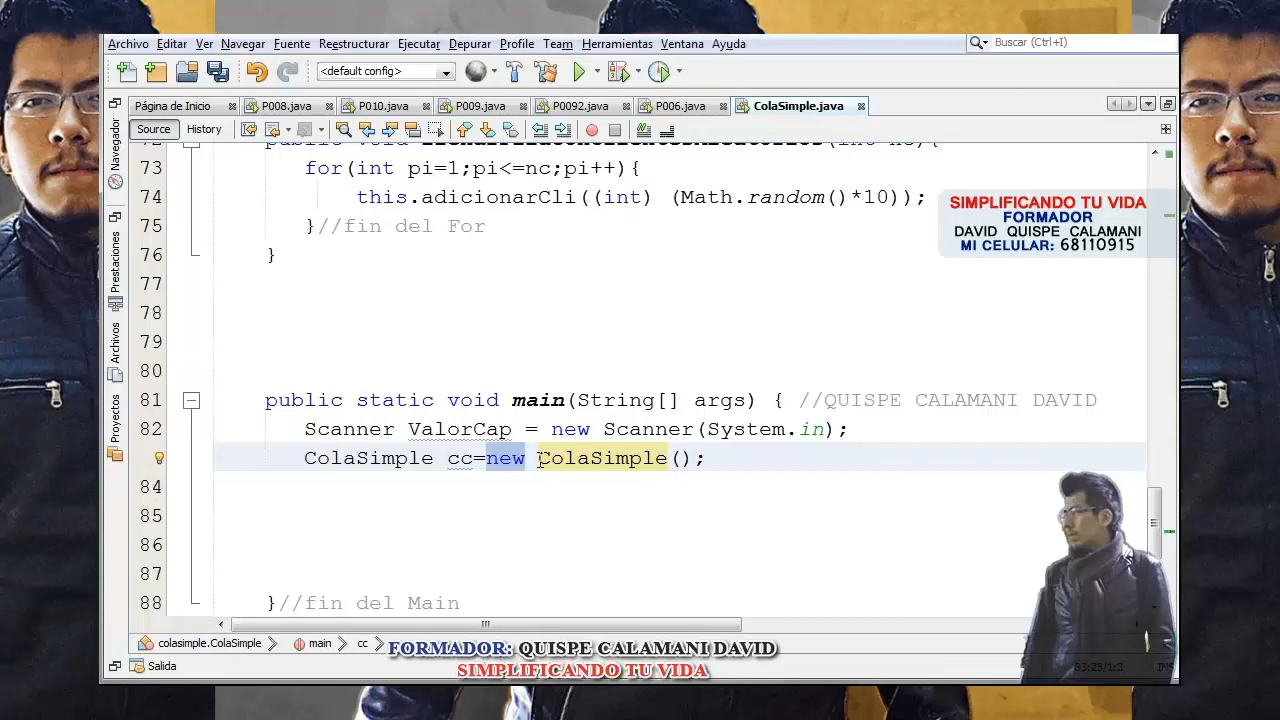 Archivo Editar Ver Navegar Fuente Reestructurar Ejecutar Depurar Profile Team Herramientas Ventana Ayuda
Buscar (Ctrl+I)
<default config>
Página de Inicio P008.java P010.java P009.java P0092.java P006.java ColaSimple.java
Source History
73 for(int pi=1;pi<=nc;pi++){
74 this.adicionarCli((int) (Math.random()*10));
75 }//fin del For
76 }
77
78
79
80
81 public static void main(String[] args) { //QUISPE CALAMANI DAVID
82 Scanner ValorCap = new Scanner(System.in);
ColaSimple cc=new ColaSimple();
84
85
86
87
88 }//fin del Main
Navegador
Prestaciones
Archivos
Proyectos
SIMPLIFICANDO TU VIDA
FORMADOR
DAVID QUISPE CALAMANI
MI CELULAR: 68110915
colasimple.ColaSimple main cc
FORMADOR: QUISPE CALAMANI DAVID
Salida
SIMPLIFICANDO TU VIDA